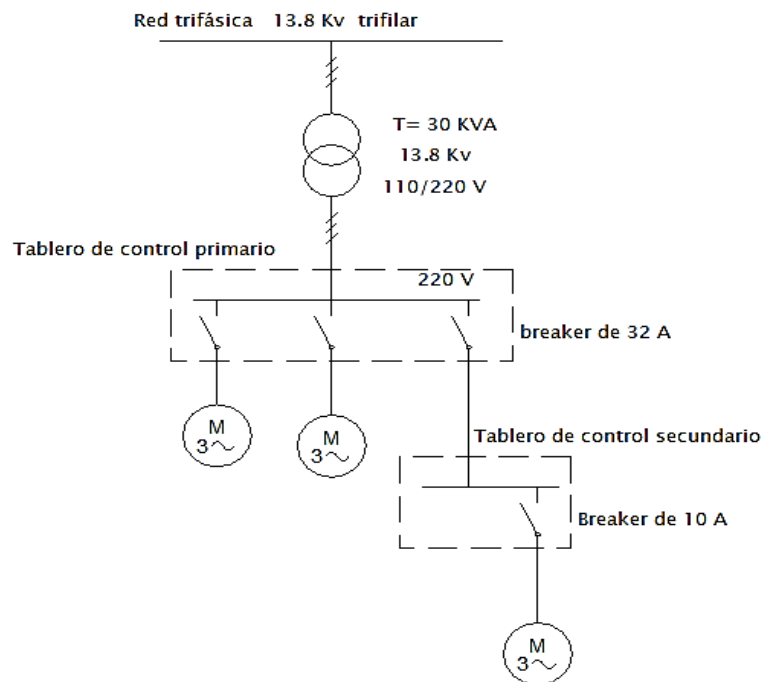 Red trifásica 13.8 Kv trifilar
T= 30 KVA
13.8 Kv
110/220 V
Tablero de control primario
220 V
breaker de 32 A
M
3
M
3
Tablero de control secundario
Breaker de 10 A
M
3